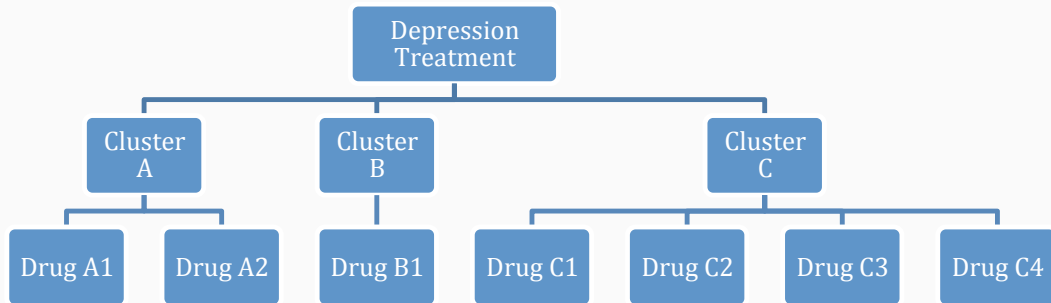 Depression
Treatment
Cluster
A
Cluster
B
Cluster
C
Drug A1
Drug A2
Drug B1
Drug C1
Drug C2
Drug C3
Drug C4